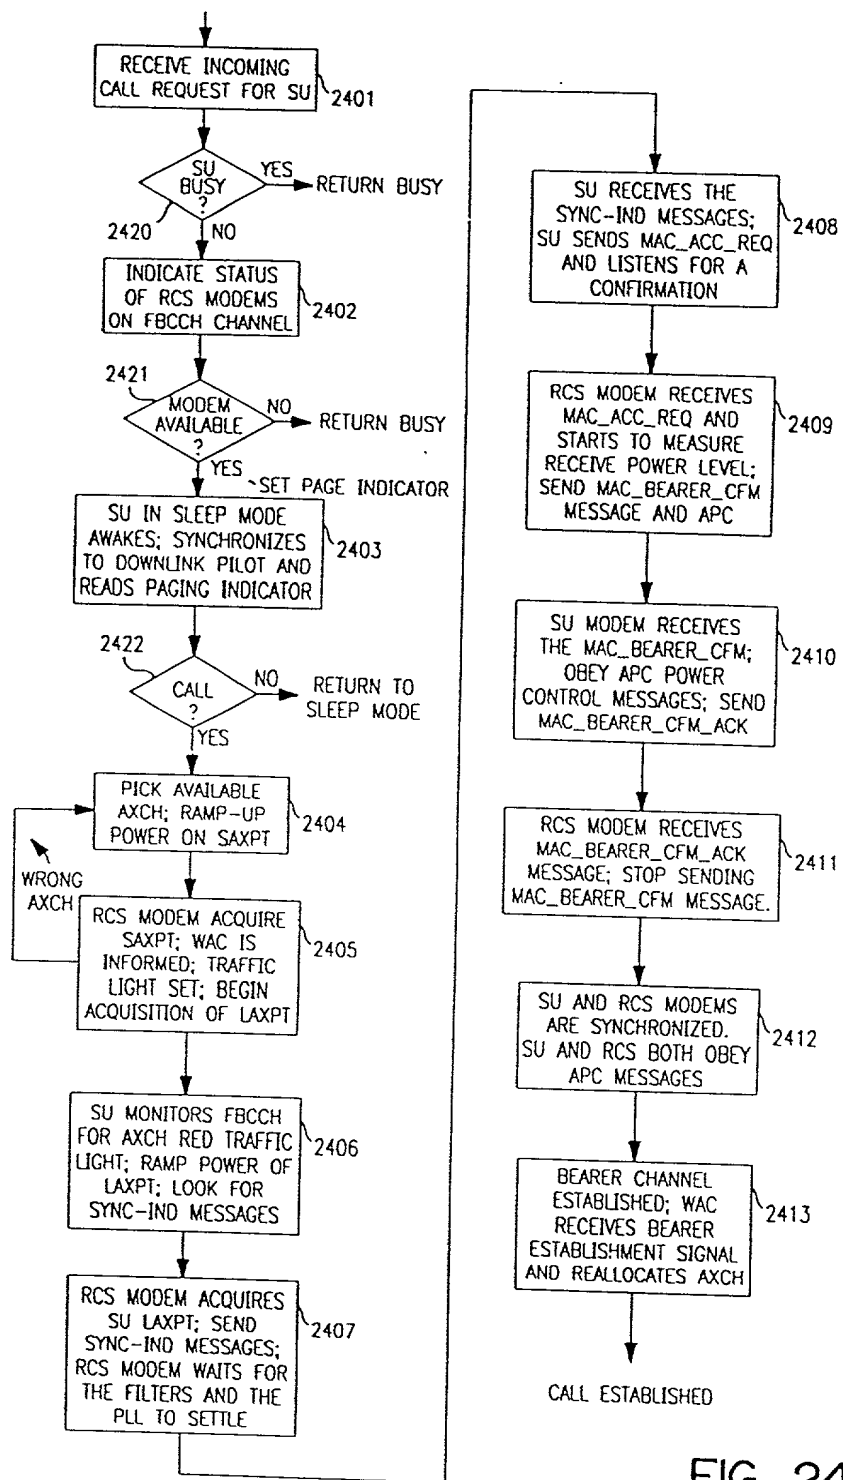 RECEIVE INCOMING
CALL REQUEST FOR SU
2401
SU
BUSY
?
YES
RETURN BUSY
2420
NO
INDICATE STATUS
OF RCS MODEMS
ON FBCCH CHANNEL
2402
2421
MODEM
AVAILABLE
?
NO
RETURN BUSY
YES
SET PAGE INDICATOR
SU IN SLEEP MODE
AWAKES; SYNCHRONIZES
TO DOWNLINK PILOT AND
READS PAGING INDICATOR
2403
2422
CALL
?
NO
RETURN TO
SLEEP MODE
YES
PICK AVAILABLE
AXCH; RAMP-UP
POWER ON SAXPT
2404
WRONG
AXCH
RCS MODEM ACQUIRE
SAXPT; WAC IS
INFORMED; TRAFFIC
LIGHT SET; BEGIN
ACQUISITION OF LAXPT
2405
SU MONITORS FBCCH
FOR AXCH RED TRAFFIC
LIGHT; RAMP POWER OF
LAXPT; LOOK FOR
SYNC-IND MESSAGES
2406
RCS MODEM ACQUIRES
SU LAXPT; SEND
SYNC-IND MESSAGES;
RCS MODEM WAITS FOR
THE FILTERS AND THE
PLL TO SETTLE
2407
SU RECEIVES THE
SYNC-IND MESSAGES;
SU SENDS MAC_ACC_REQ
AND LISTENS FOR A
CONFIRMATION
2408
RCS MODEM RECEIVES
MAC_ACC_REQ AND
STARTS TO MEASURE
RECEIVE POWER LEVEL;
SEND MAC_BEARER_CFM
MESSAGE AND APC
2409
SU MODEM RECEIVES
THE MAC_BEARER_CFM;
OBEY APC POWER
CONTROL MESSAGES; SEND
MAC_BEARER_CFM_ACK
2410
RCS MODEM RECEIVES
MAC_BEARER_CFM_ACK
MESSAGE; STOP SENDING
MAC_BEARER_CFM MESSAGE.
2411
SU AND RCS MODEMS
ARE SYNCHRONIZED.
SU AND RCS BOTH OBEY
APC MESSAGES
2412
BEARER CHANNEL
ESTABLISHED; WAC
RECEIVES BEARER
ESTABLISHMENT SIGNAL
AND REALLOCATES AXCH
2413
CALL ESTABLISHED
FIG. 24